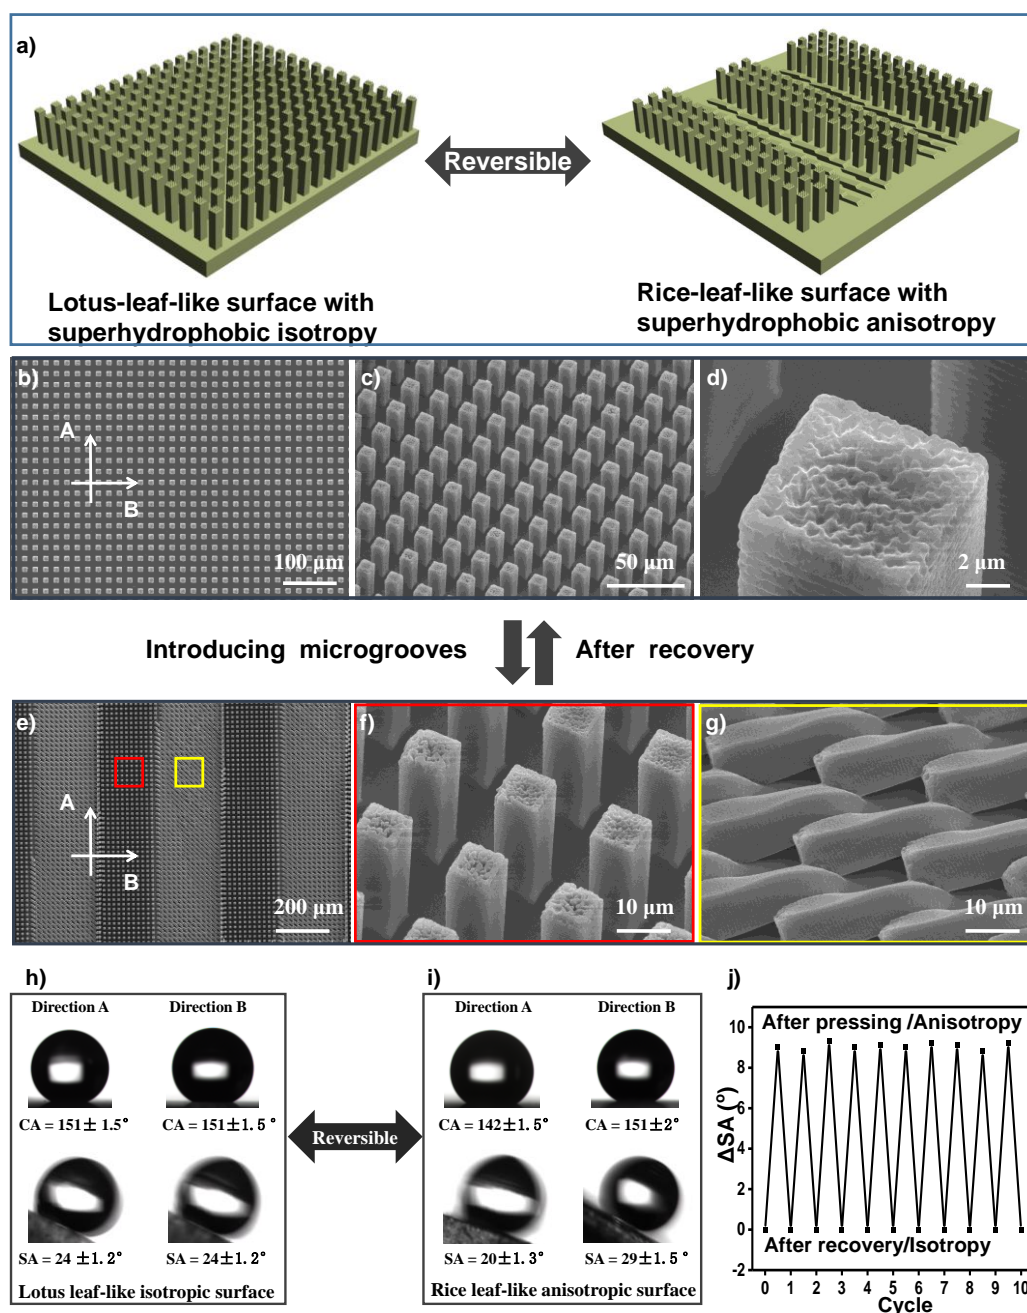 a)
Reversible
Lotus-leaf-like surface with
superhydrophobic isotropy
Rice-leaf-like surface with
superhydrophobic anisotropy
b)
A
B
100 μm
c)
50 μm
d)
2 μm
Introducing microgrooves
After recovery
e)
A
B
200 μm
f)
10 μm
g)
10 μm
h)
Direction A
Direction B
CA = 151± 1.5°
CA = 151±1.5°
SA = 24 ±1.2°
SA = 24±1.2°
Lotus leaf-like isotropic surface
Reversible
i)
Direction A
Direction B
CA = 142±1.5°
CA = 151±2°
SA = 20±1.3°
SA = 29±1.5°
Rice leaf-like anisotropic surface
j)
After pressing /Anisotropy
10
8
6
4
2
0
-2
ΔSA (°)
After recovery/Isotropy
0 1 2 3 4 5 6 7 8 9 10
Cycle